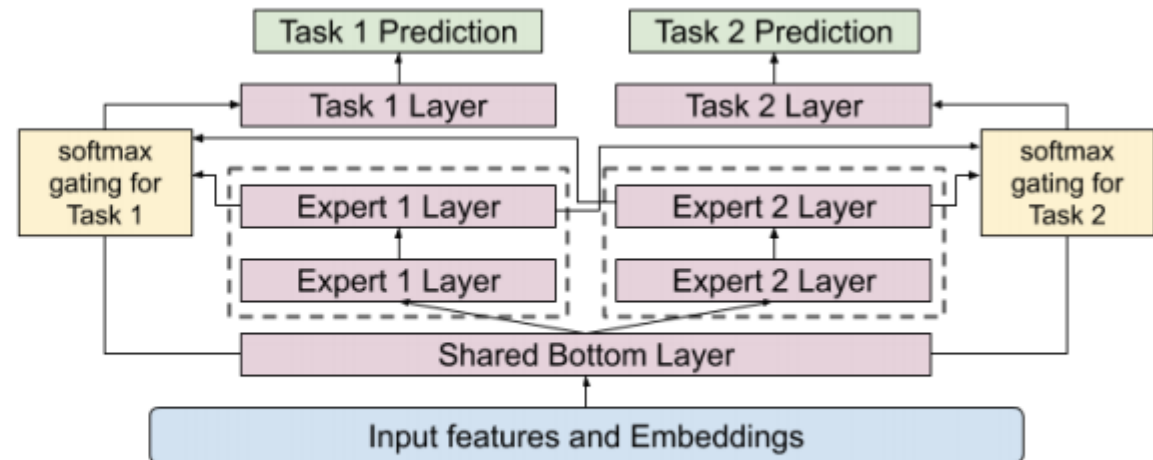 Task 1 Prediction
Task 2 Prediction
Task 1 Layer
Task 2 Layer
softmax
gating for
Task 1
softmax
gating for
Task 2
Expert 1 Layer
Expert 2 Layer
Expert 1 Layer
Expert 2 Layer
Shared Bottom Layer
Input features and Embeddings